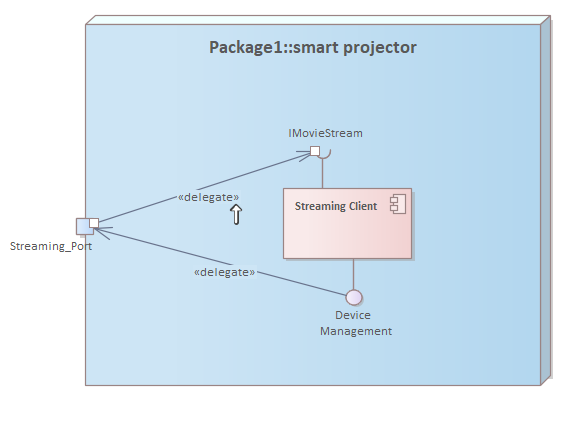 Package1::smart projector
IMovieStream
«delegate»
Streaming Client
Streaming_Port
«delegate»
Device
Management